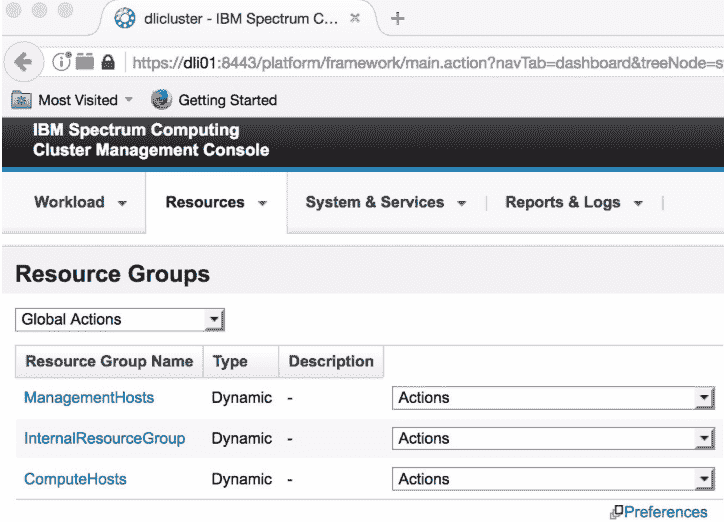 dlicluster - IBM Spectrum C...
https://dli01:8443/platform/framework/main.action?navTab=dashboard&treeNode=s
Most Visited
Getting Started
IBM Spectrum Computing
Cluster Management Console
Workload
Resources
System & Services
Reports & Logs
Resource Groups
Global Actions
Resource Group Name Type Description
ManagementHosts Dynamic - Actions
InternalResourceGroup Dynamic - Actions
ComputeHosts Dynamic - Actions
Preferences